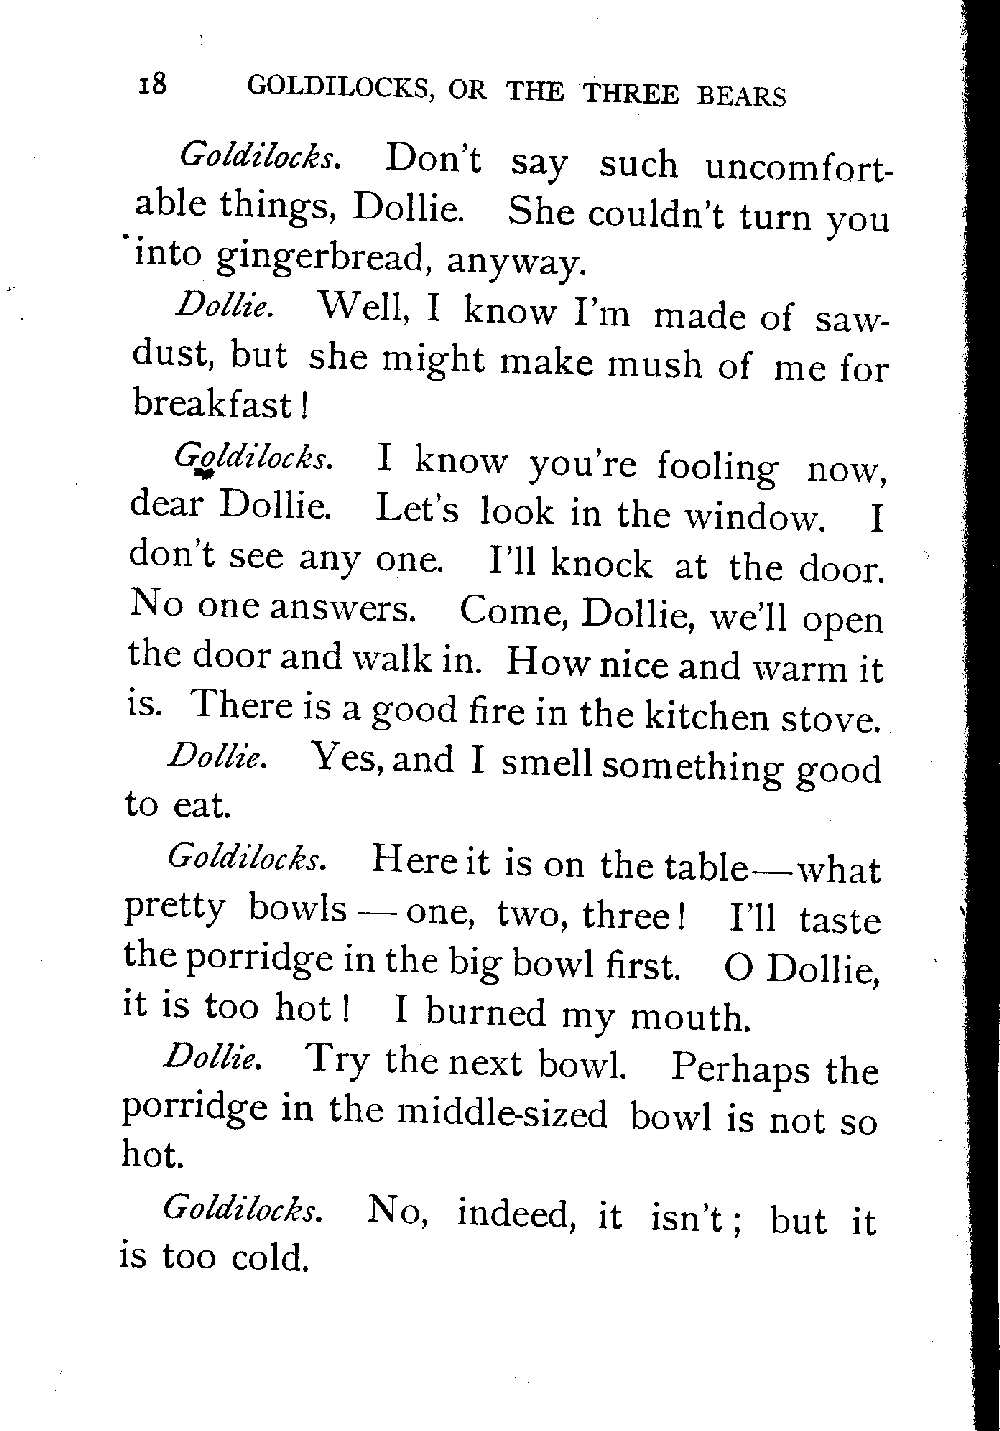 18 GOLDILOCKS, OR THE THREE BEARS
Goldilocks. Don't say such uncomfort-
able things, Dollie. She couldn't turn you
into gingerbread, anyway.
Dollie. Well, I know I'm made of saw-
dust, but she might make mush of me for
breakfast!
Goldilocks. I know you're fooling now,
dear Dollie. Let's look in the window. I
don't see any one. I'll knock at the door.
No one answers. Come, Dollie, we'll open
the door and walk in. How nice and warm it
is. There is a good fire in the kitchen stove.
Dollie. Yes, and I smell something good
to eat.
Goldilocks. Here it is on the table—what
pretty bowls — one, two, three! I'll taste
the porridge in the big bowl first. O Dollie,
it is too hot! I burned my mouth.
Dollie. Try the next bowl. Perhaps the
porridge in the middle-sized bowl is not so
hot.
Goldilocks. No, indeed, it isn't; but it
is too cold.